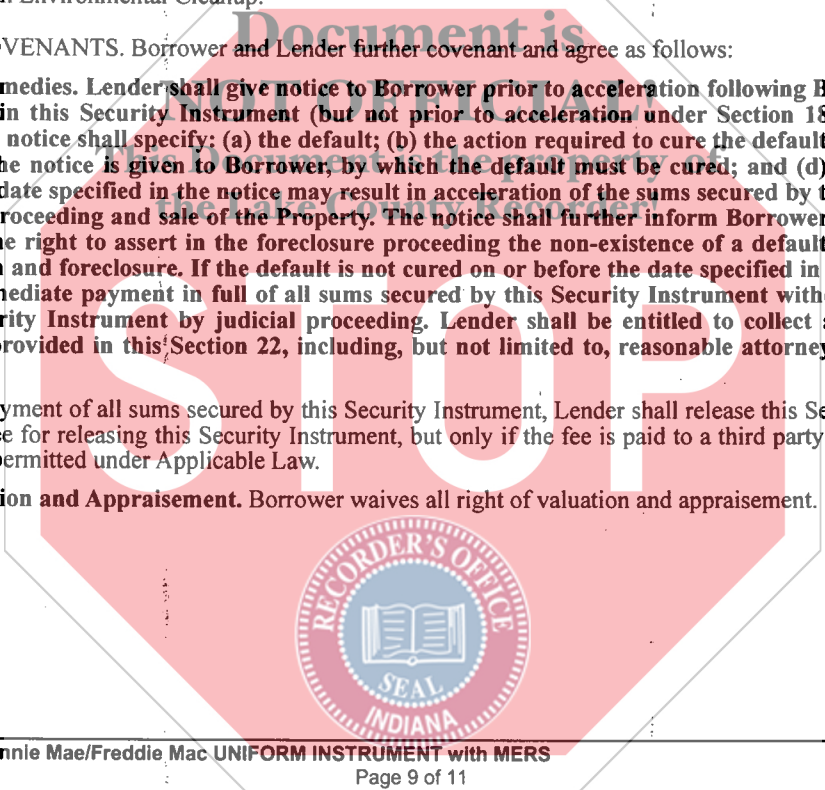 n Environmental Cleanup.
Document is
VENANTS. Borrower and Lender further covenant and agree as follows:
medies. Lender shall give notice to Borrower prior to acceleration following B
NOT OFFICIAL!
in this Security Instrument (but not prior to acceleration under Section 18
notice shall specify: (a) the default; (b) the action required to cure the default
This Document is the property of
he notice is given to Borrower, by which the default must be cured; and (d)
date specified in the notice may result in acceleration of the sums secured by t
the Lake County Recorder!
roceeding and sale of the Property. The notice shall further inform Borrower
e right to assert in the foreclosure proceeding the non-existence of a default
n and foreclosure. If the default is not cured on or before the date specified in
mediate payment in full of all sums secured by this Security Instrument with
rity Instrument by judicial proceeding. Lender shall be entitled to collect a
provided in this Section 22, including, but not limited to, reasonable attorney
STOP
yment of all sums secured by this Security Instrument, Lender shall release this Se
e for releasing this Security Instrument, but only if the fee is paid to a third party
ermitted under Applicable Law.
ion and Appraisement. Borrower waives all right of valuation and appraisement.
RECORDER'S OFFICE
SEAL
INDIANA
nnie Mae/Freddie Mac UNIFORM INSTRUMENT with MERS
Page 9 of 11